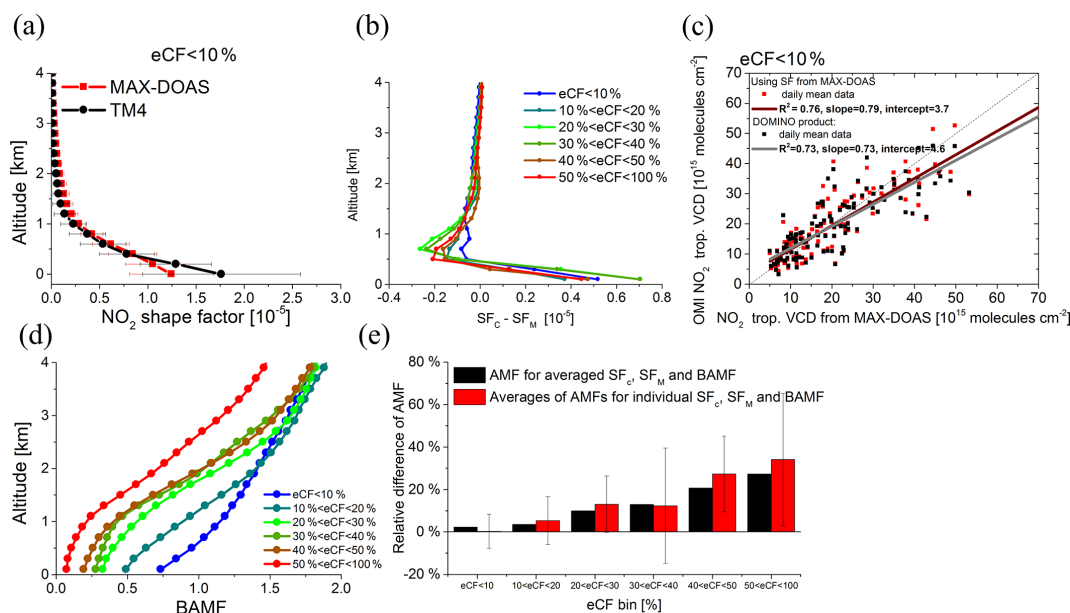 (a)
eCF<10 %
MAX-DOAS
TM4
Altitude [km]
4
3
2
1
0
0.0 0.5 1.0 1.5 2.0 2.5 3.0
NO2 shape factor [10-5]
(b)
eCF<10 %
10 %<eCF<20 %
20 %<eCF<30 %
30 %<eCF<40 %
40 %<eCF<50 %
50 %<eCF<100 %
Altitude [km]
4
3
2
1
0
-0.4 -0.2 0.0 0.2 0.4 0.6 0.8
SFC - SFM [10-5]
(c)
eCF<10 %
Using SF from MAX-DOAS
daily mean data
R2= 0.76, slope=0.79, intercept=3.7
DOMINO product:
daily mean data
R2=0.73, slope=0.73, intercept=4.6
OMI NO2 trop. VCD [1015 molecules cm-2]
70
60
50
40
30
20
10
0
0 10 20 30 40 50 60 70
NO2 trop. VCD from MAX-DOAS [1015 molecules cm-2]
(d)
Altitude [km]
4
3
2
1
0
eCF<10 %
10 %<eCF<20 %
20 %<eCF<30 %
30 %<eCF<40 %
40 %<eCF<50 %
50 %<eCF<100 %
0.0 0.5 1.0 1.5 2.0
BAMF
(e)
AMF for averaged SFc, SFM and BAMF
Averages of AMFs for individual SFc, SFM and BAMF
Relative difference of AMF
80 %
60 %
40 %
20 %
0 %
-20 %
eCF<10 10<eCF<20 20<eCF<30 30<eCF<40 40<eCF<50 50<eCF<100
eCF bin [%]